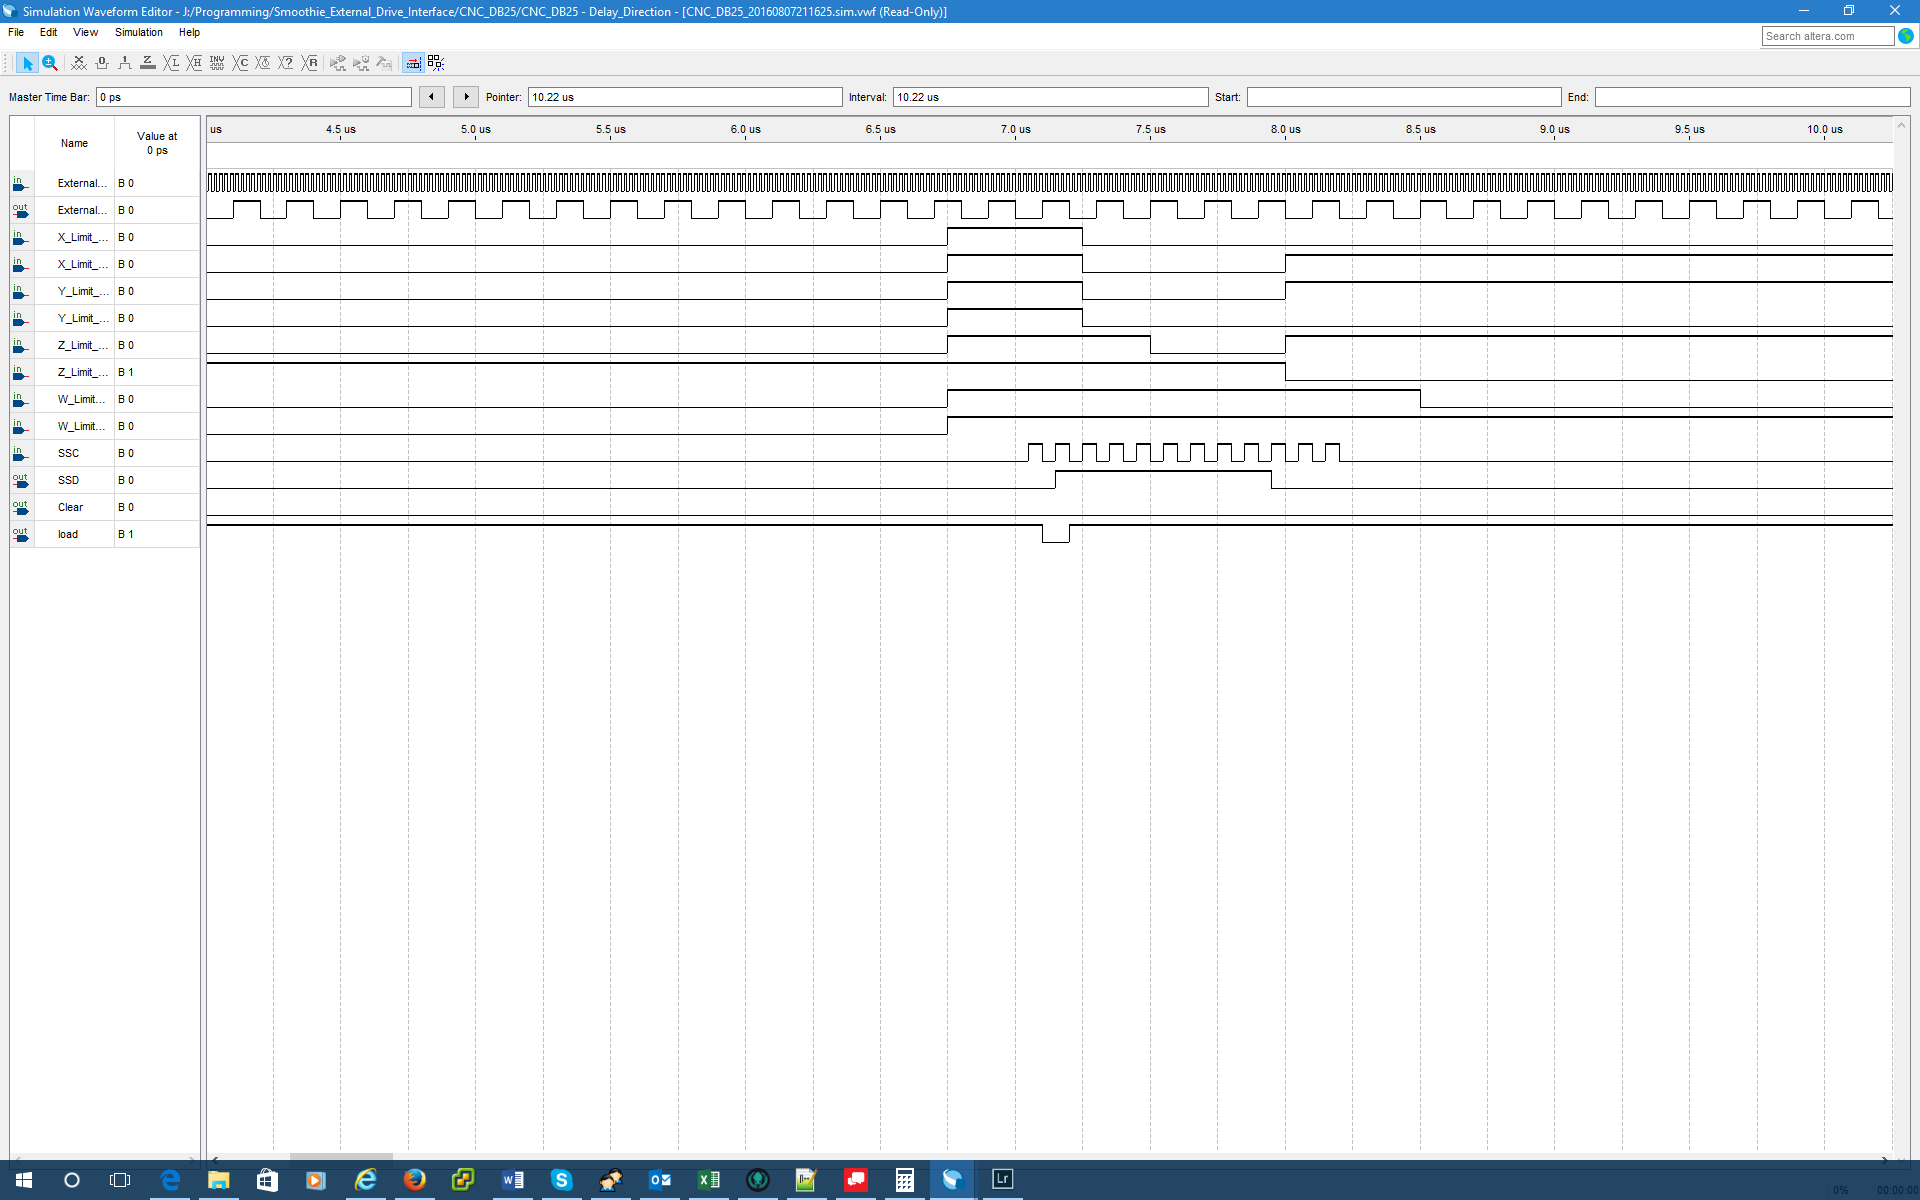 Simulation Waveform Editor - J:/Programming/Smoothie_External_Drive_Interface/CNC_DB25/CNC_DB25 - Delay_Direction - [CNC_DB25_20160807211625.sim.vwf (Read-Only)]
File Edit View Simulation Help
Search altera.com
Master Time Bar: 0 ps Pointer: 10.22 us Interval: 10.22 us Start: End:
Name Value at 0 ps
us 4.5 us 5.0 us 5.5 us 6.0 us 6.5 us 7.0 us 7.5 us 8.0 us 8.5 us 9.0 us 9.5 us 10.0 us
in External... B 0
out External... B 0
in X_Limit_... B 0
in X_Limit_... B 0
in Y_Limit_... B 0
in Y_Limit_... B 0
in Z_Limit_... B 0
in Z_Limit_... B 1
in W_Limit... B 0
in W_Limit... B 0
in SSC B 0
out SSD B 0
out Clear B 0
out load B 1
Lr
0% 00:00:00